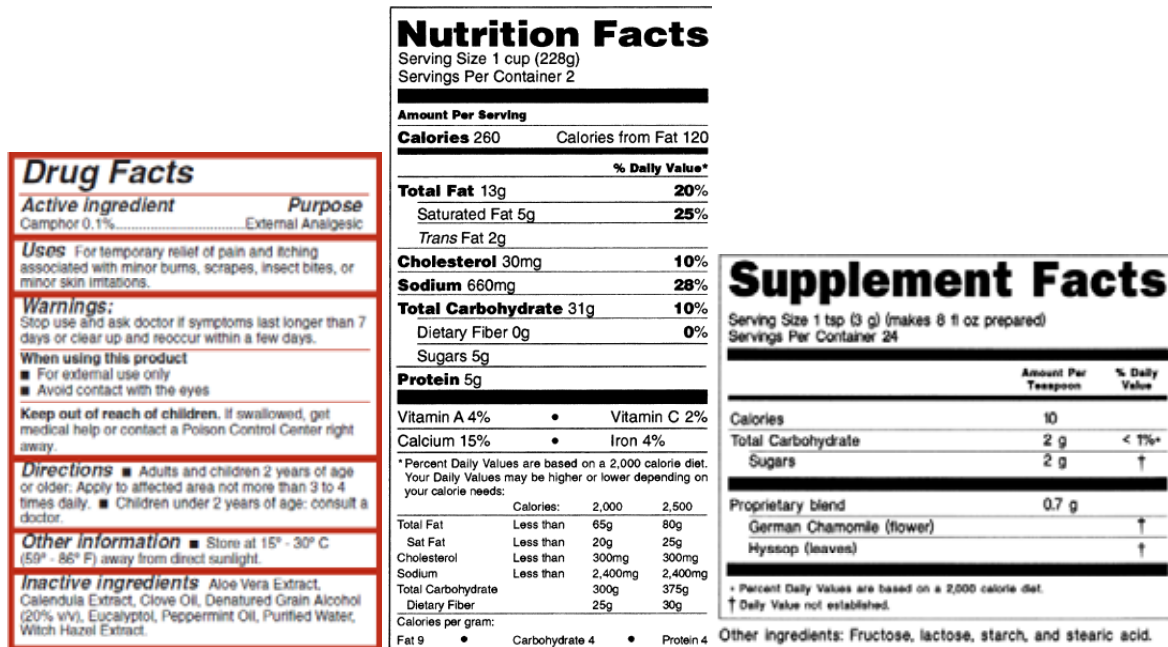 Drug Facts
Active ingredient Purpose
Camphor 0.1%..................................External Analgesic
Uses For temporary relief of pain and itching
associated with minor burns, scrapes, insect bites, or
minor skin irritations.
Warnings:
Stop use and ask doctor if symptoms last longer than 7
days or clear up and reoccur within a few days.
When using this product
■ For external use only
■ Avoid contact with the eyes
Keep out of reach of children. If swallowed, get
medical help or contact a Poison Control Center right
away.
Directions ■ Adults and children 2 years of age
or older: Apply to affected area not more than 3 to 4
times daily. ■ Children under 2 years of age: consult a
doctor.
Other information ■ Store at 15° - 30° C
(59° - 86° F) away from direct sunlight.
Inactive ingredients Aloe Vera Extract,
Calendula Extract, Clove Oil, Denatured Grain Alcohol
(20% v/v), Eucalyptol, Peppermint Oil, Purified Water,
Witch Hazel Extract.
Nutrition Facts
Serving Size 1 cup (228g)
Servings Per Container 2
Amount Per Serving
Calories 260 Calories from Fat 120
% Daily Value*
Total Fat 13g 20%
Saturated Fat 5g 25%
Trans Fat 2g
Cholesterol 30mg 10%
Sodium 660mg 28%
Total Carbohydrate 31g 10%
Dietary Fiber 0g 0%
Sugars 5g
Protein 5g
Vitamin A 4% • Vitamin C 2%
Calcium 15% • Iron 4%
*Percent Daily Values are based on a 2,000 calorie diet.
Your Daily Values may be higher or lower depending on
your calorie needs:
Calories: 2,000 2,500
Total Fat Less than 65g 80g
Sat Fat Less than 20g 25g
Cholesterol Less than 300mg 300mg
Sodium Less than 2,400mg 2,400mg
Total Carbohydrate 300g 375g
Dietary Fiber 25g 30g
Calories per gram:
Fat 9 • Carbohydrate 4 • Protein 4
Supplement Facts
Serving Size 1 tsp (3 g) (makes 8 fl oz prepared)
Servings Per Container 24
Amount Per % Daily
Teaspoon Value
Calories 10
Total Carbohydrate 2 g < 1%*
Sugars 2 g †
Proprietary blend 0.7 g
German Chamomile (flower) †
Hyssop (leaves) †
* Percent Daily Values are based on a 2,000 calorie diet.
† Daily Value not established.
Other ingredients: Fructose, lactose, starch, and stearic acid.